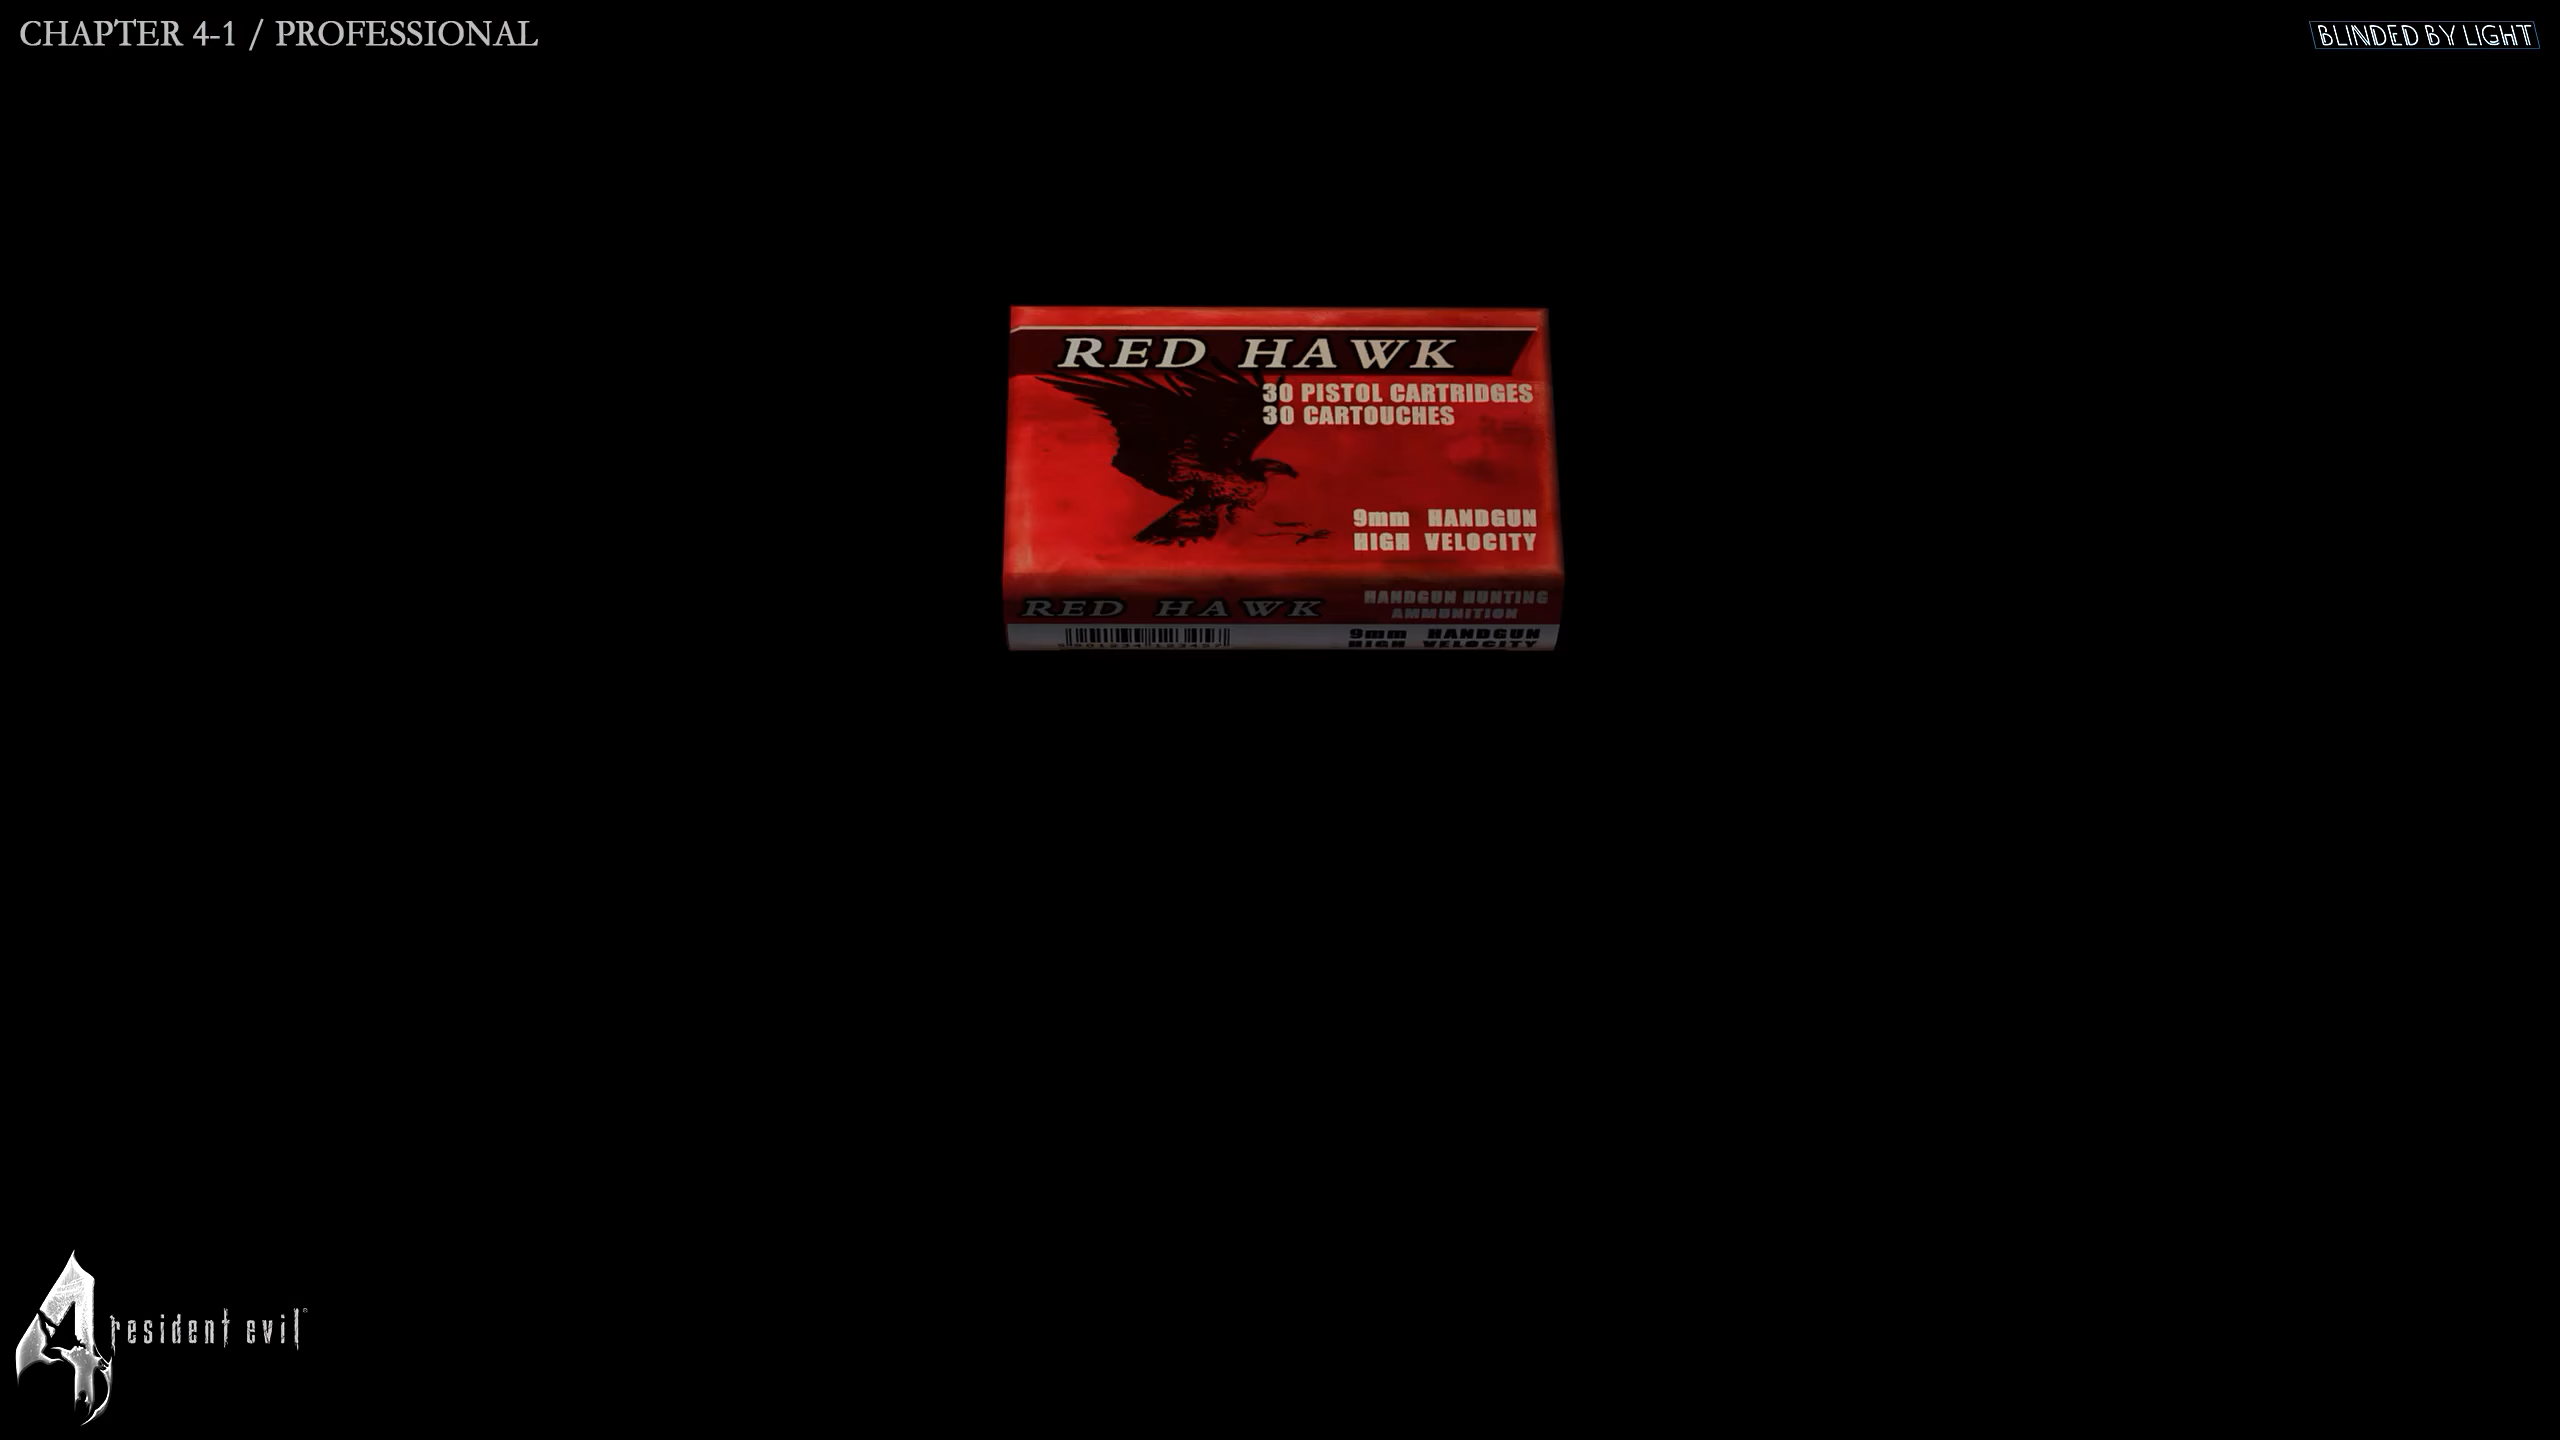 CHAPTER 4-1 / PROFESSIONAL
BLINDED BY LIGHT
RED HAWK
30 PISTOL CARTRIDGES
30 CARTOUCHES
9mm HANDGUN
HIGH VELOCITY
RED HAWK
HANDGUN HUNTING
AMMUNITION
9mm HANDGUN
HIGH VELOCITY
4 resident evil